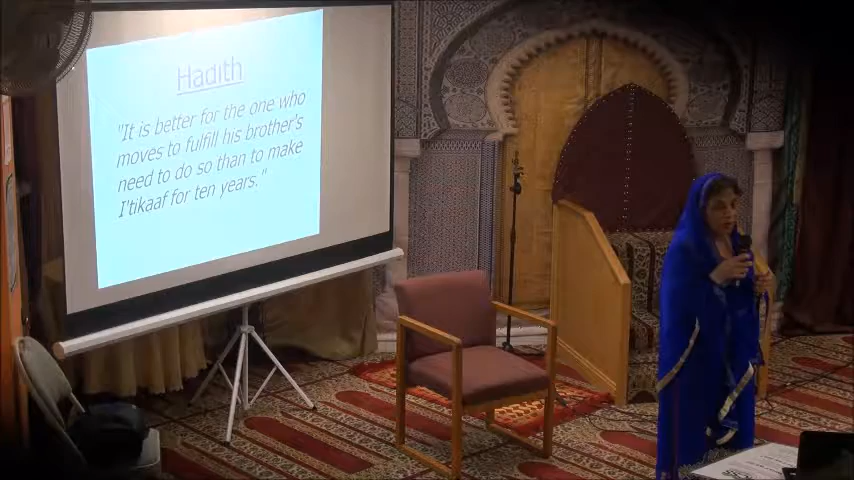 Hadith
"It is better for the one who
moves to fulfill his brother's
need to do so than to make
I'tikaaf for ten years."